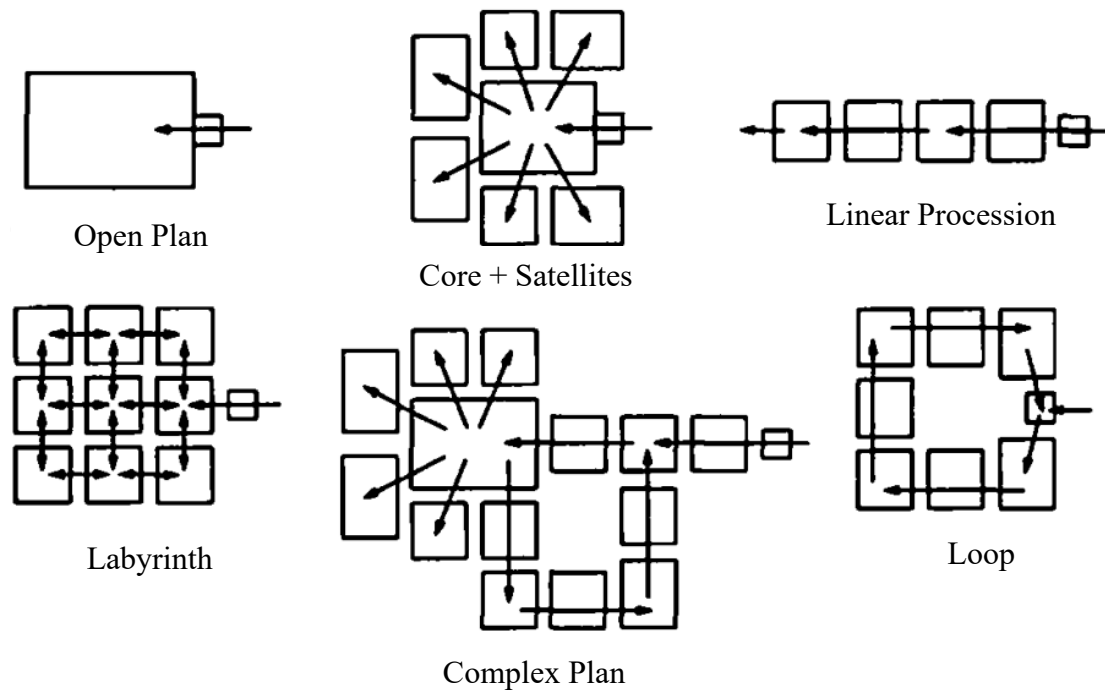 Open Plan
Core + Satellites
Linear Procession
Labyrinth
Complex Plan
Loop